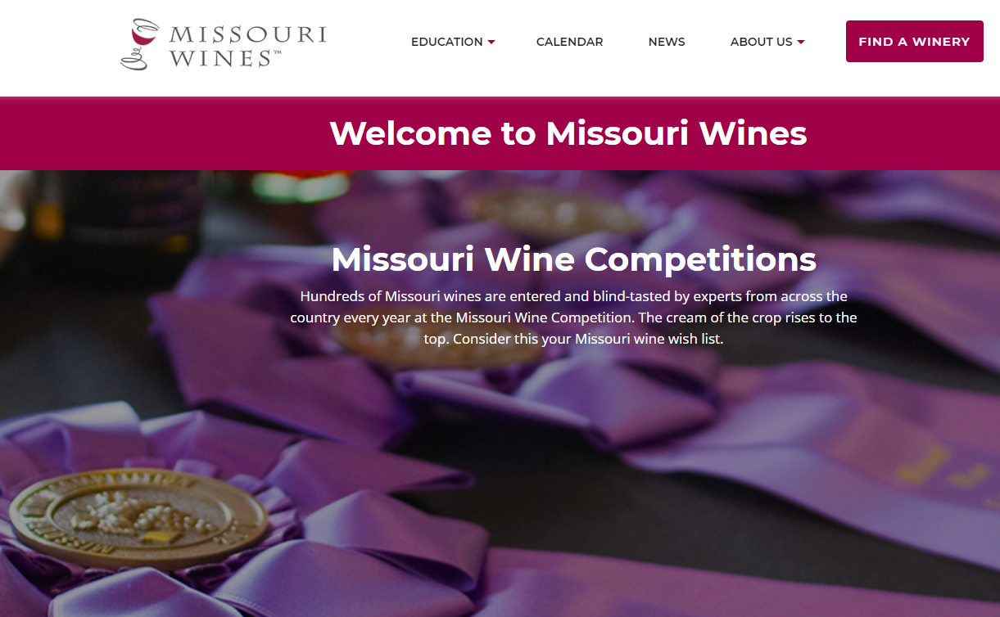 MISSOURI
WINES™
EDUCATION
CALENDAR
NEWS
ABOUT US
FIND A WINERY
Welcome to Missouri Wines
Missouri Wine Competitions
Hundreds of Missouri wines are entered and blind-tasted by experts from across the
country every year at the Missouri Wine Competition. The cream of the crop rises to the
top. Consider this your Missouri wine wish list.